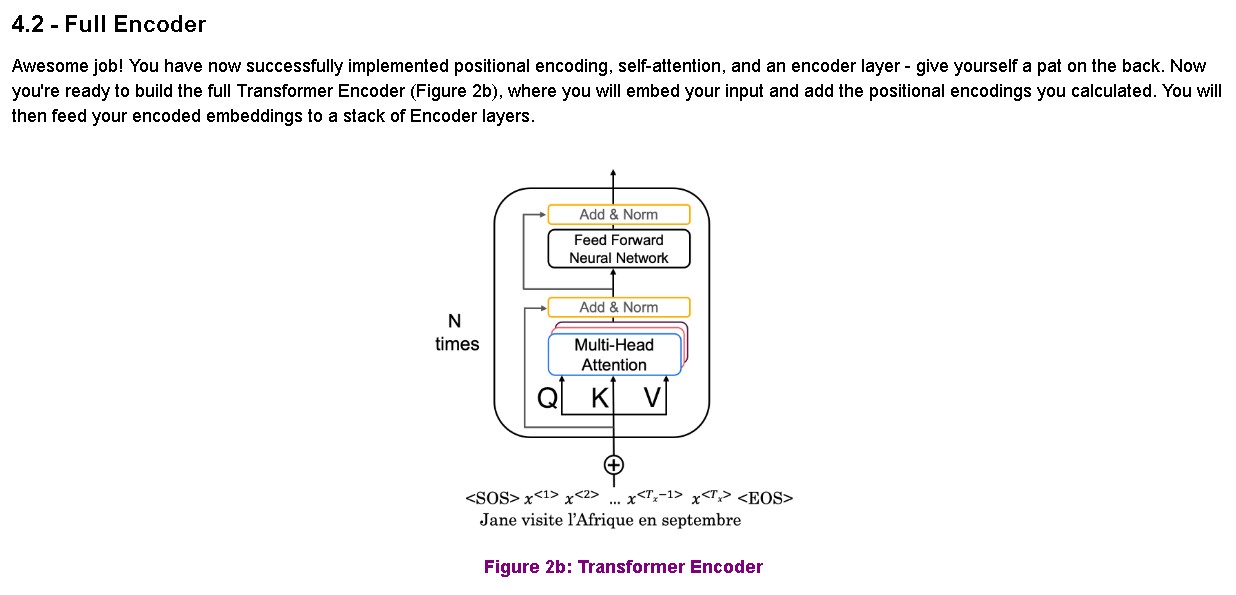 4.2 - Full Encoder
Awesome job! You have now successfully implemented positional encoding, self-attention, and an encoder layer - give yourself a pat on the back. Now
you're ready to build the full Transformer Encoder (Figure 2b), where you will embed your input and add the positional encodings you calculated. You will
then feed your encoded embeddings to a stack of Encoder layers.
Add & Norm
Feed Forward
Neural Network
Add & Norm
N
times
Multi-Head
Attention
Q K V
<SOS> x<1> x<2> ... x<Tx−1> x<Tx> <EOS>
Jane visite l'Afrique en septembre
Figure 2b: Transformer Encoder